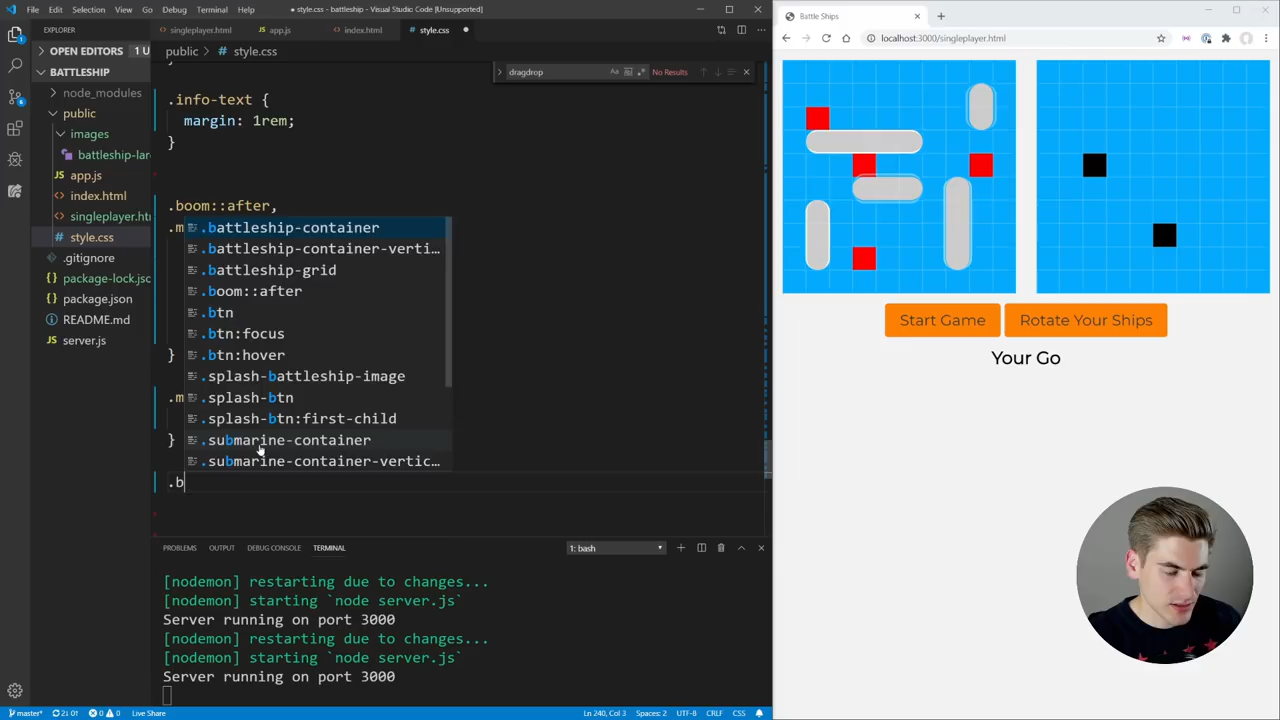 File Edit Selection View Go Debug Terminal Help
• style.css - battleship - Visual Studio Code [Unsupported]
Battle Ships
EXPLORER
singleplayer.html
app.js
index.html
style.css
localhost:3000/singleplayer.html
OPEN EDITORS 1 U
public > style.css
BATTLESHIP
node_modules
public
images
battleship-lar
app.js
index.html
singleplayer.h
style.css
.gitignore
package-lock.js
package.json
README.md
server.js
dragdrop
Aa
No Results
}
.info-text {
margin: 1rem;
}
.boom::after,
.m
.battleship-container
.battleship-container-verti...
.battleship-grid
.boom::after
.btn
.btn:focus
}
.btn:hover
.splash-battleship-image
.m
.splash-btn
.splash-btn:first-child
}
.submarine-container
.submarine-container-vertic...
.b
Start Game
Rotate Your Ships
Your Go
PROBLEMS
OUTPUT
DEBUG CONSOLE
TERMINAL
1: bash
[nodemon] restarting due to changes...
[nodemon] starting `node server.js`
Server running on port 3000
[nodemon] restarting due to changes...
[nodemon] starting `node server.js`
Server running on port 3000
master*
2↓ 0↑
0
0
Live Share
Ln 240, Col 3
Spaces: 2
UTF-8
CRLF
CSS